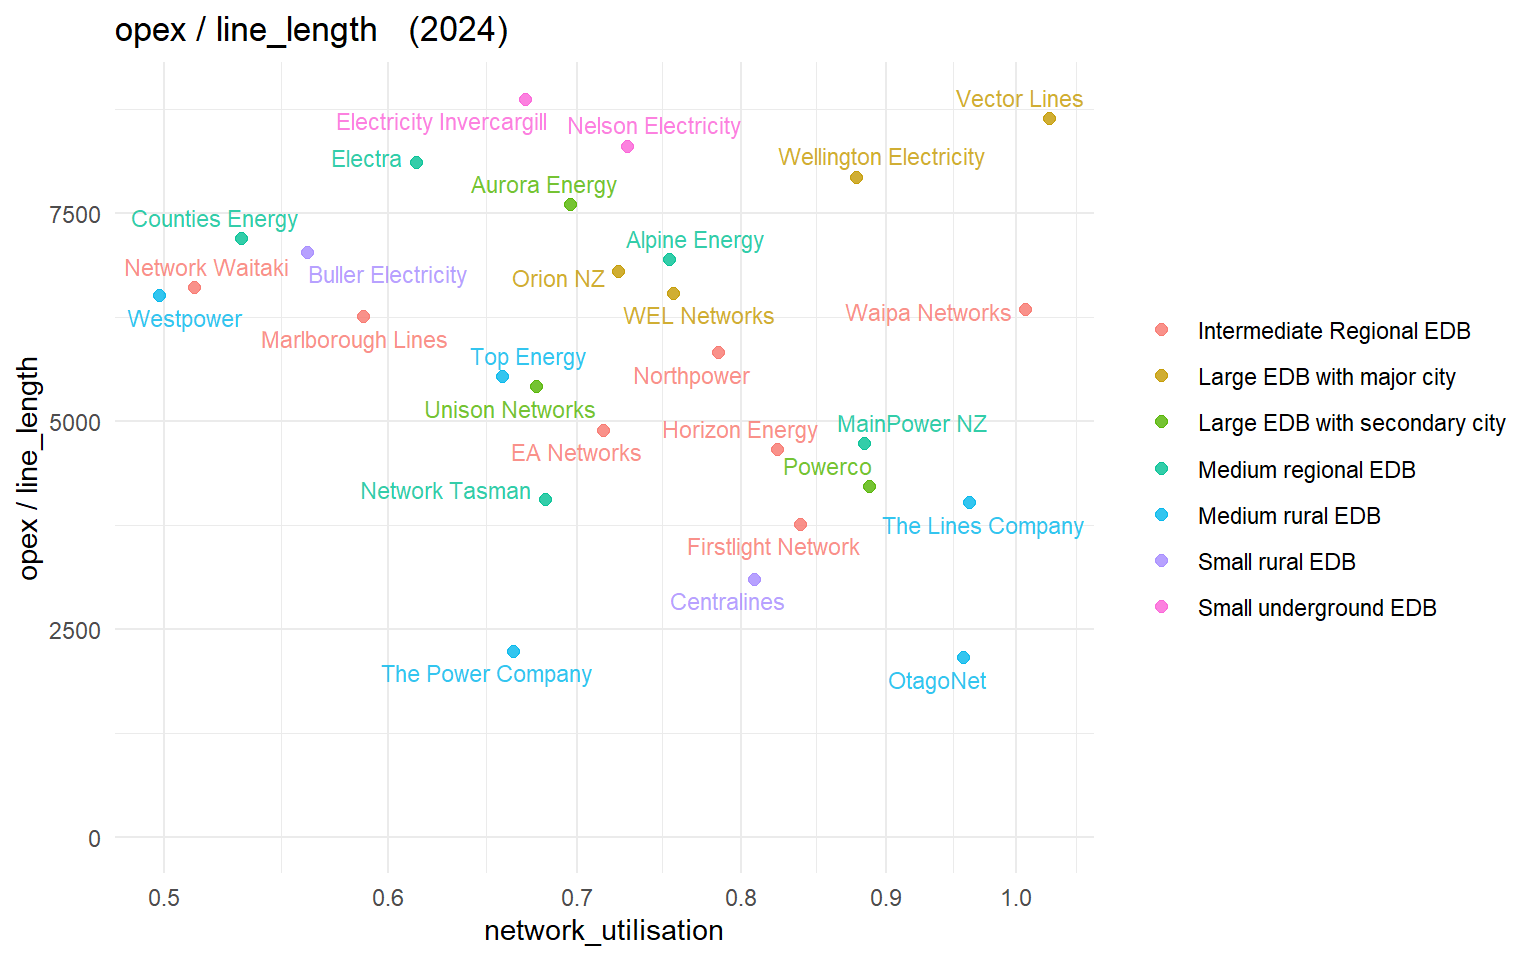 opex / line_length (2024)
Vector Lines
Electricity Invercargill
Nelson Electricity
Electra
Wellington Electricity
Aurora Energy
7500
Counties Energy
Alpine Energy
Network Waitaki
Buller Electricity
Orion NZ
Westpower
WEL Networks
Waipa Networks
Marlborough Lines
Top Energy
Northpower
Unison Networks
5000
MainPower NZ
Horizon Energy
EA Networks
Powerco
Network Tasman
The Lines Company
Firstlight Network
Centralines
2500
The Power Company
OtagoNet
0
0.5 0.6 0.7 0.8 0.9 1.0
network_utilisation
opex / line_length
Intermediate Regional EDB
Large EDB with major city
Large EDB with secondary city
Medium regional EDB
Medium rural EDB
Small rural EDB
Small underground EDB